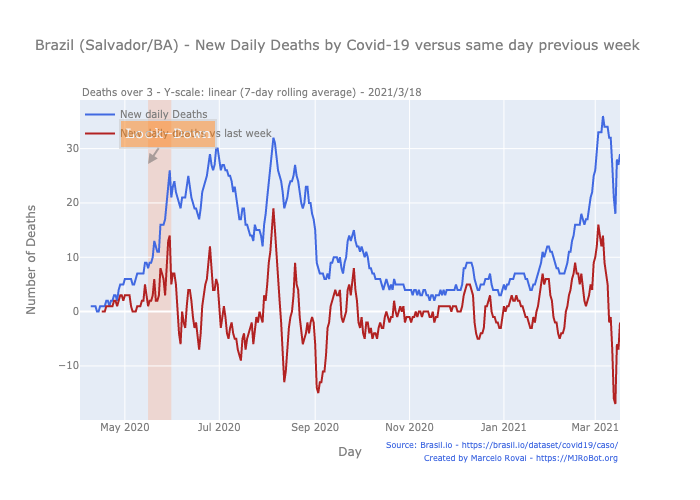 Brazil (Salvador/BA) - New Daily Deaths by Covid-19 versus same day previous week
Deaths over 3 - Y-scale: linear (7-day rolling average) - 2021/3/18
New daily Deaths
New daily Deaths vs last week
Number of Deaths
30
20
10
0
−10
May 2020
Jul 2020
Sep 2020
Nov 2020
Jan 2021
Mar 2021
Day
Source: Brasil.io - https://brasil.io/dataset/covid19/caso/
Created by Marcelo Rovai - https://MJRoBot.org